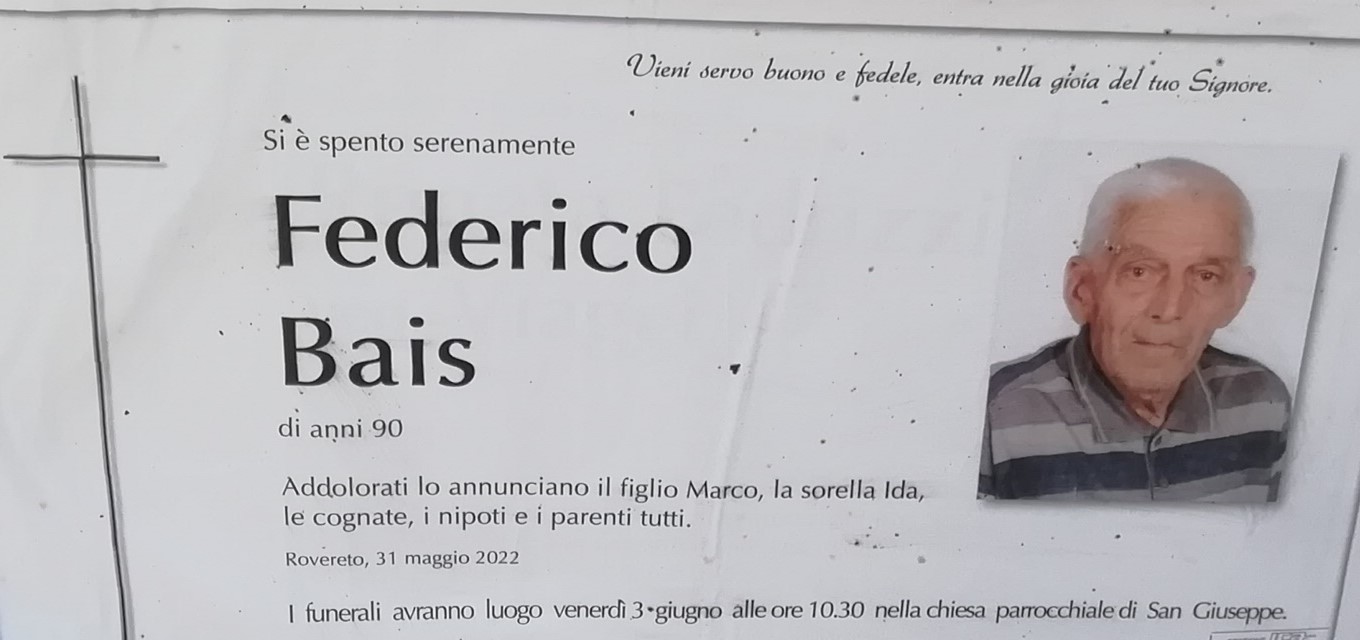 Vieni servo buono e fedele, entra nella gioia del tuo Signore.
Si è spento serenamente
Federico
Bais
di anni 90
Addolorati lo annunciano il figlio Marco, la sorella Ida,
le cognate, i nipoti e i parenti tutti.
Rovereto, 31 maggio 2022
I funerali avranno luogo venerdì 3 giugno alle ore 10.30 nella chiesa parrocchiale di San Giuseppe.